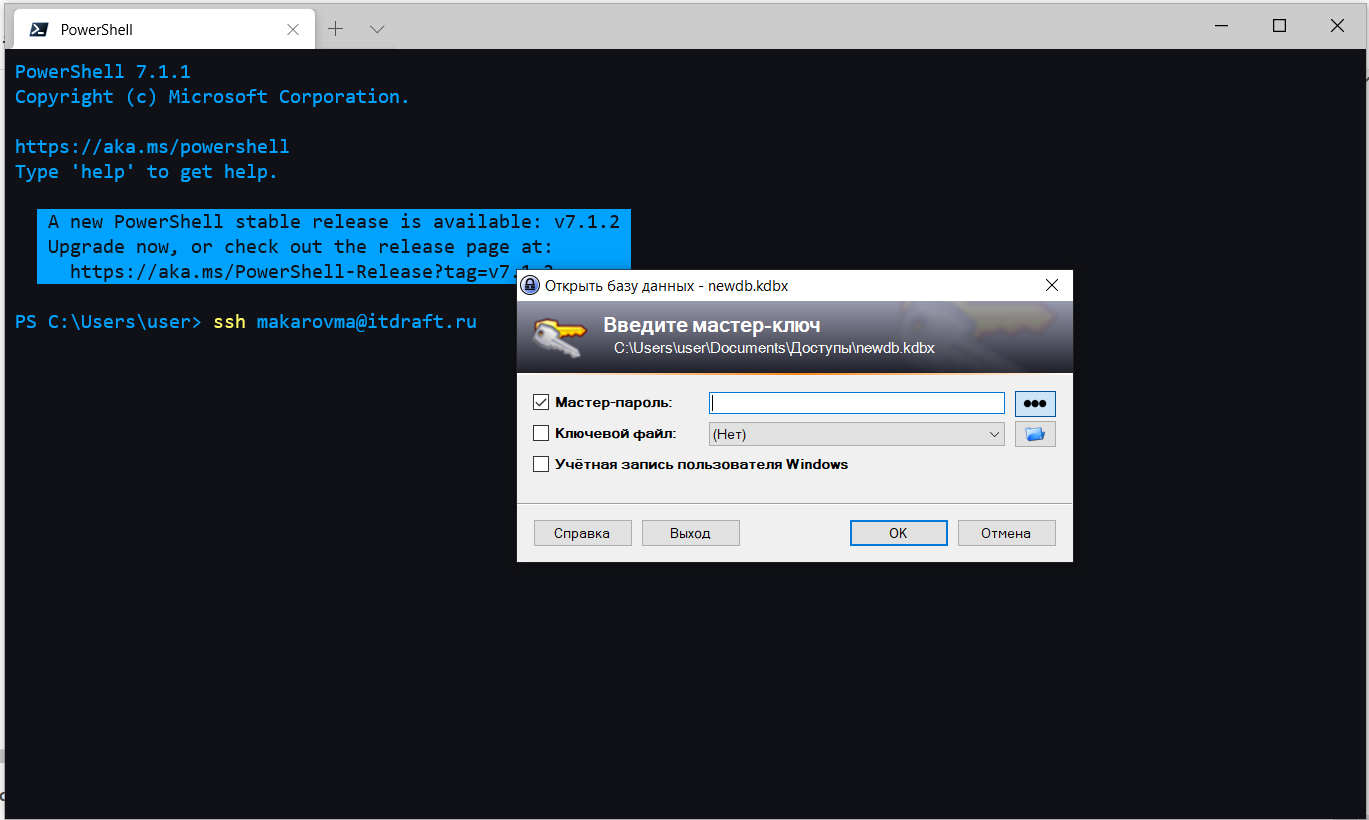 PowerShell
PowerShell 7.1.1
Copyright (c) Microsoft Corporation.
https://aka.ms/powershell
Type 'help' to get help.
A new PowerShell stable release is available: v7.1.2
Upgrade now, or check out the release page at:
https://aka.ms/PowerShell-Release?tag=v7.1.2
PS C:\Users\user> ssh makarovma@itdraft.ru
Открыть базу данных - newdb.kdbx
Введите мастер-ключ
C:\Users\user\Documents\Доступы\newdb.kdbx
Мастер-пароль:
Ключевой файл: (Нет)
Учётная запись пользователя Windows
Справка Выход OK Отмена